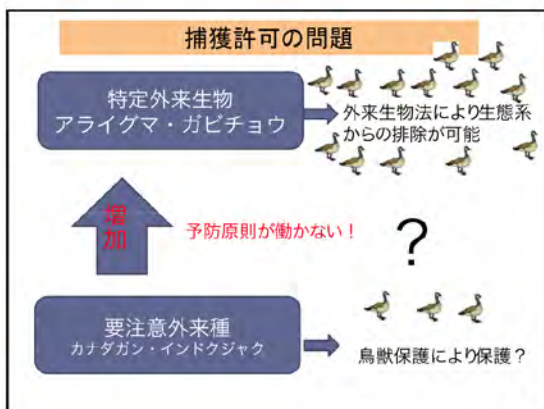 捕獲許可の問題
特定外来生物
アライグマ・ガビチョウ
外来生物法により生態系
からの排除が可能
増
加
予防原則が働かない！
？
要注意外来種
カナダガン・インドクジャク
鳥獣保護により保護？